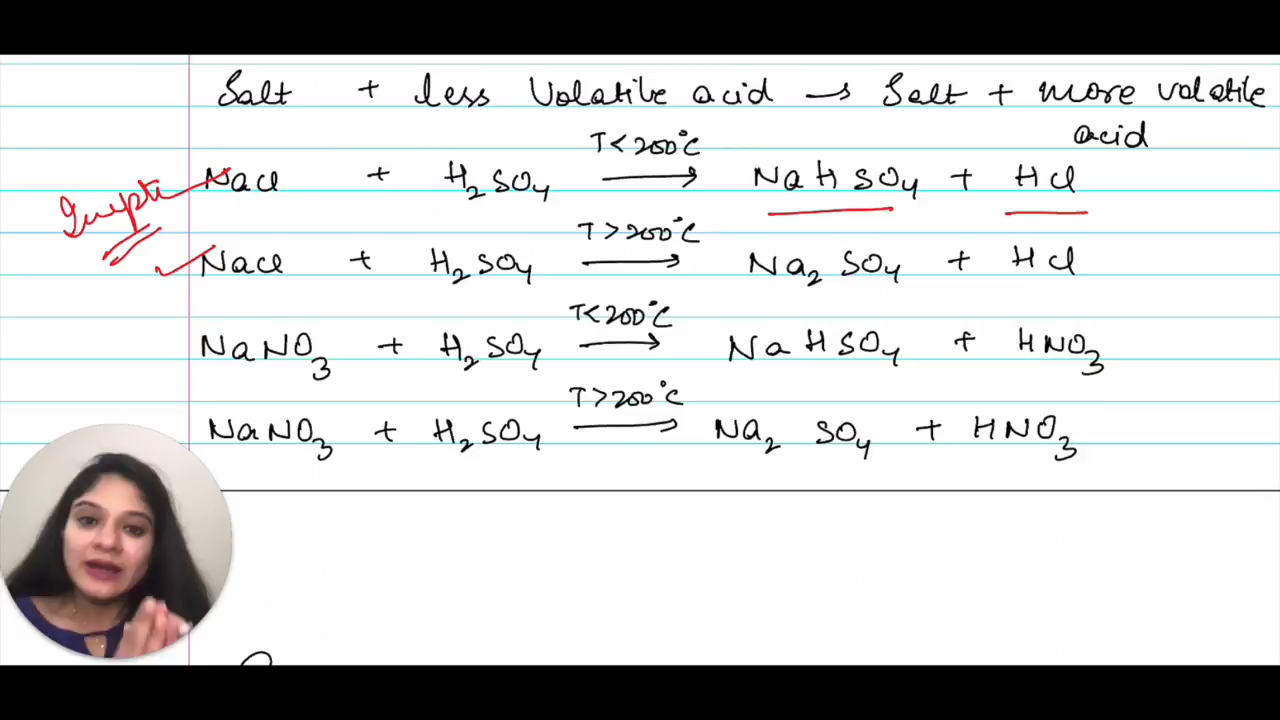 Salt + less Volatile acid → Salt + more volatile acid
NaCl + H₂SO₄ T<200°C → NaHSO₄ + HCl
NaCl + H₂SO₄ T>200°C → Na₂SO₄ + HCl
NaNO₃ + H₂SO₄ T<200°C → NaHSO₄ + HNO₃
NaNO₃ + H₂SO₄ T>200°C → Na₂SO₄ + HNO₃